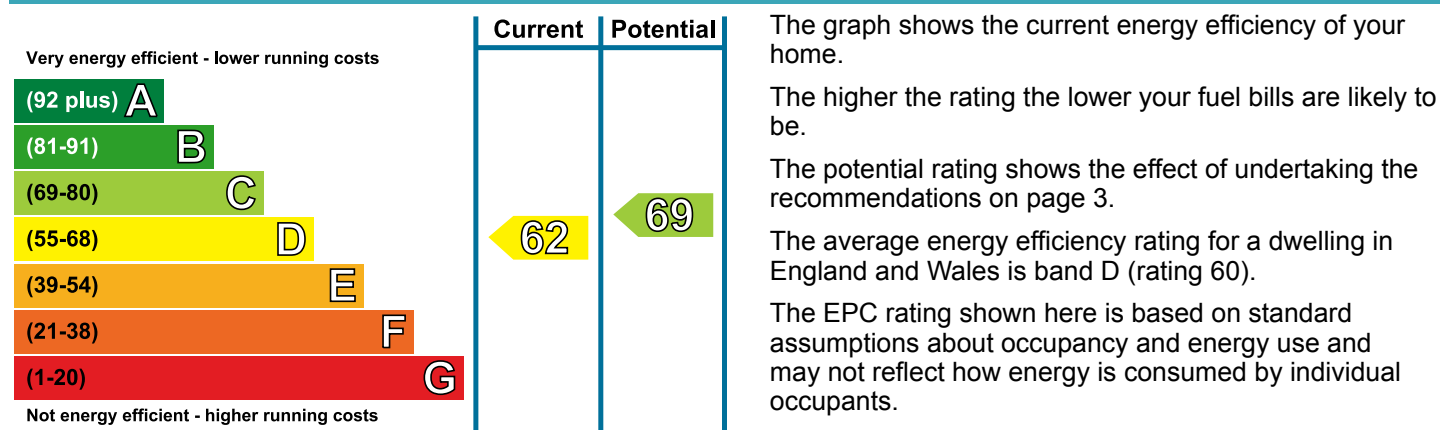 Current Potential
Very energy efficient - lower running costs
(92 plus) A
(81-91) B
(69-80) C
(55-68) D
(39-54) E
(21-38) F
(1-20) G
Not energy efficient - higher running costs
62
69
The graph shows the current energy efficiency of your
home.
The higher the rating the lower your fuel bills are likely to
be.
The potential rating shows the effect of undertaking the
recommendations on page 3.
The average energy efficiency rating for a dwelling in
England and Wales is band D (rating 60).
The EPC rating shown here is based on standard
assumptions about occupancy and energy use and
may not reflect how energy is consumed by individual
occupants.